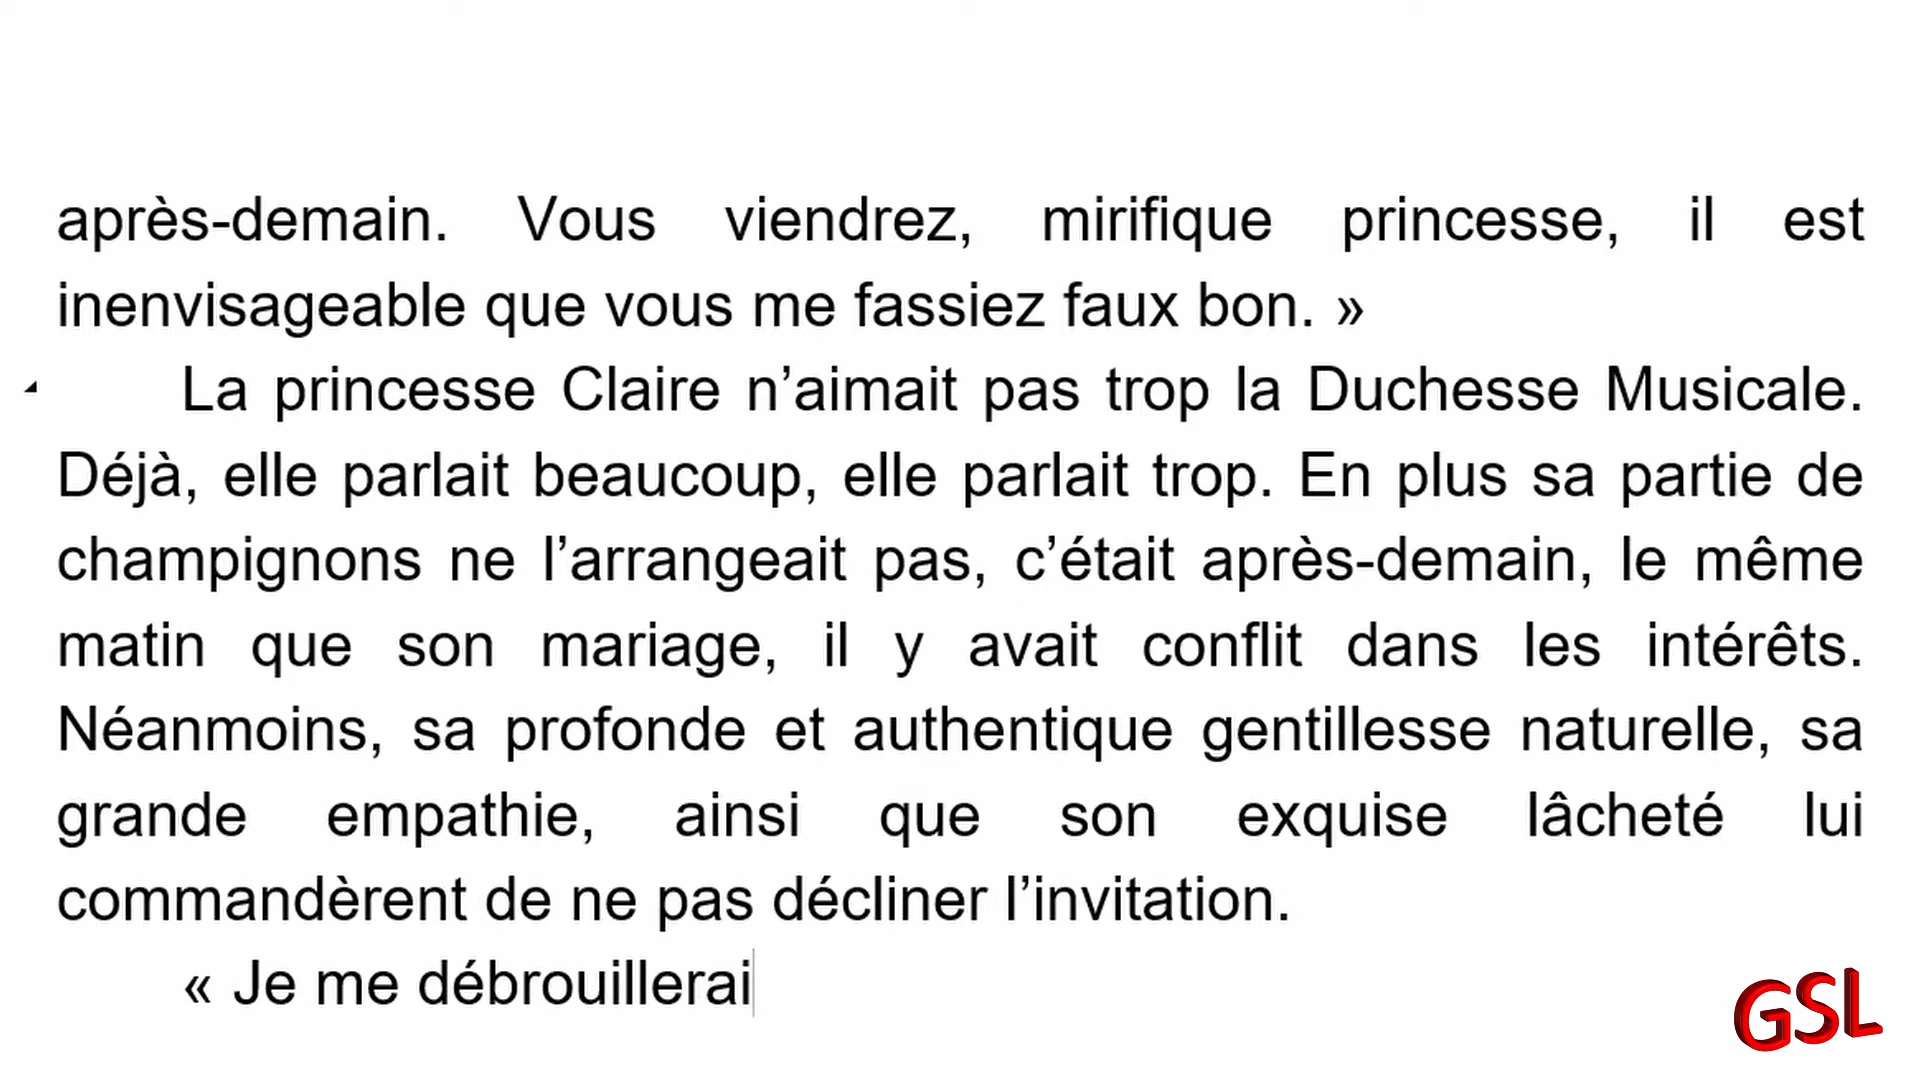 après-demain. Vous viendrez, mirifique princesse, il est
inenvisageable que vous me fassiez faux bon. »
La princesse Claire n’aimait pas trop la Duchesse Musicale.
Déjà, elle parlait beaucoup, elle parlait trop. En plus sa partie de
champignons ne l’arrangeait pas, c’était après-demain, le même
matin que son mariage, il y avait conflit dans les intérêts.
Néanmoins, sa profonde et authentique gentillesse naturelle, sa
grande empathie, ainsi que son exquise lâcheté lui
commandèrent de ne pas décliner l’invitation.
« Je me débrouillerai
GSL